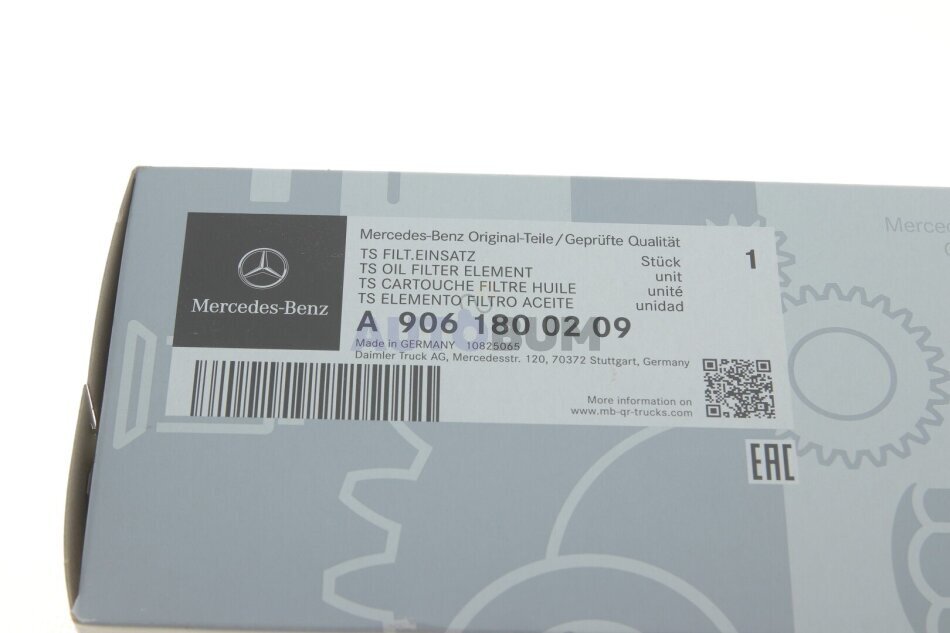 Mercedes-Benz
Mercedes-Benz Original-Teile/Geprüfte Qualität
TS FILT.EINSATZ
TS OIL FILTER ELEMENT
TS CARTOUCHE FILTRE HUILE
TS ELEMENTO FILTRO ACEITE
Stück
unit
unité
unidad
1
A 906 180 02 09
Made in GERMANY 10825065
Daimler Truck AG, Mercedesstr. 120, 70372 Stuttgart, Germany
More information on
www.mb-qr-trucks.com
EAC
AUTOBUM